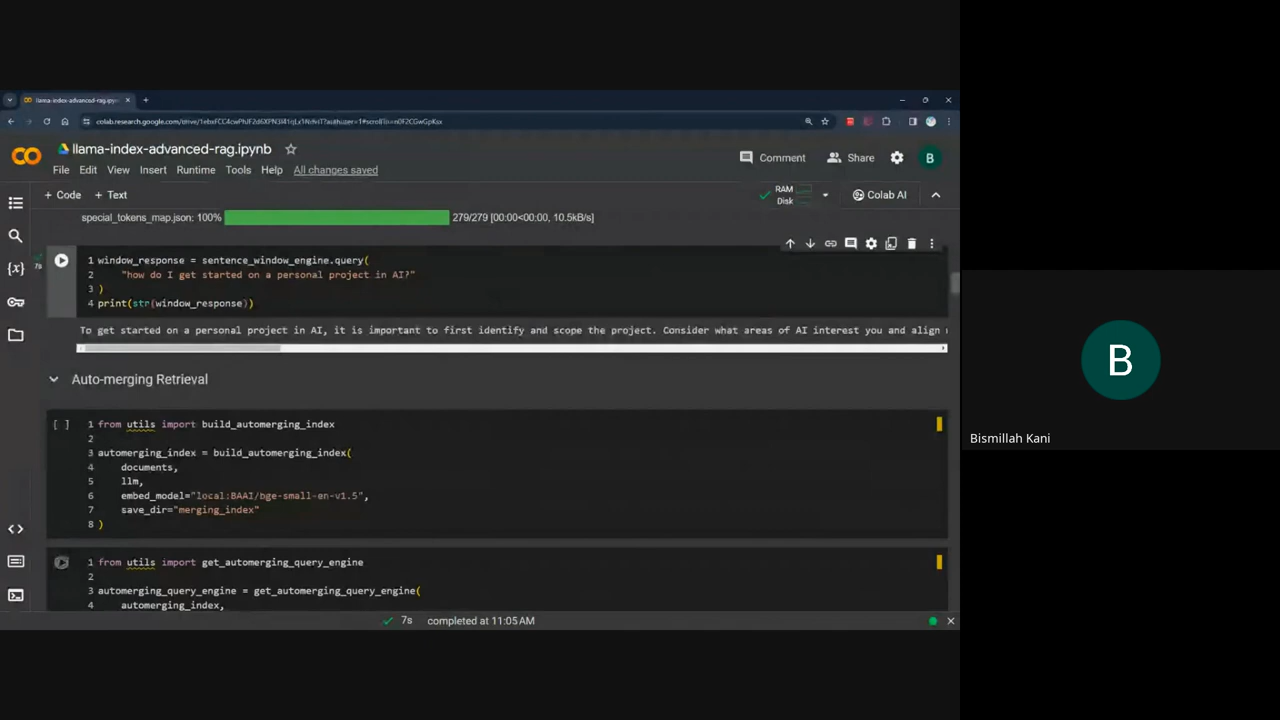 llama-index-advanced-rag.ipynb
llama-index-advanced-rag.ipynb
File Edit View Insert Runtime Tools Help All changes saved
Comment Share B
+ Code + Text
RAM
Disk
Colab AI
special_tokens_map.json: 100% 279/279 [00:00<00:00, 10.5kB/s]
7s
1 window_response = sentence_window_engine.query(
2 "how do I get started on a personal project in AI?"
3 )
4 print(str(window_response))
To get started on a personal project in AI, it is important to first identify and scope the project. Consider what areas of AI interest you and align
Auto-merging Retrieval
[ ] 1 from utils import build_automerging_index
2
3 automerging_index = build_automerging_index(
4 documents,
5 llm,
6 embed_model="local:BAAI/bge-small-en-v1.5",
7 save_dir="merging_index"
8 )
1 from utils import get_automerging_query_engine
2
3 automerging_query_engine = get_automerging_query_engine(
4 automerging_index,
7s completed at 11:05 AM
B
Bismillah Kani